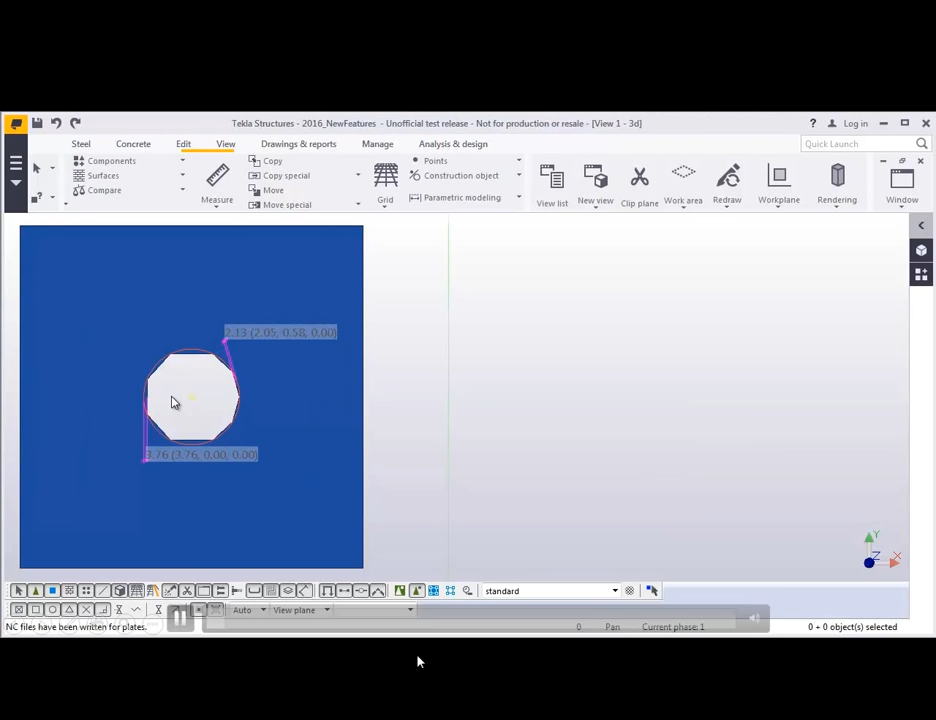 Tekla Structures - 2016_NewFeatures - Unofficial test release - Not for production or resale - [View 1 - 3d]
? Log in
Steel Concrete Edit View Drawings & reports Manage Analysis & design Quick Launch
Components Copy Points
Surfaces Copy special Construction object
Compare Move Parametric modeling
Measure Move special Grid View list New view Clip plane Work area Redraw Workplane Rendering Window
2.13 (2.05, 0.58, 0.00)
3.76 (3.76, 0.00, 0.00)
Y
Z X
standard
Auto View plane
NC files have been written for plates. 0 Pan Current phase: 1 0 + 0 object(s) selected